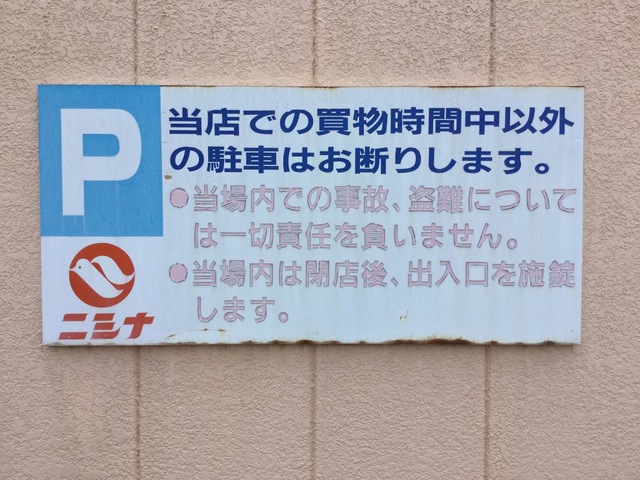 P
当店での買物時間中以外
の駐車はお断りします。
●当場内での事故、盗難について
は一切責任を負いません。
●当場内は閉店後、出入口を施錠
します。
ニシナ